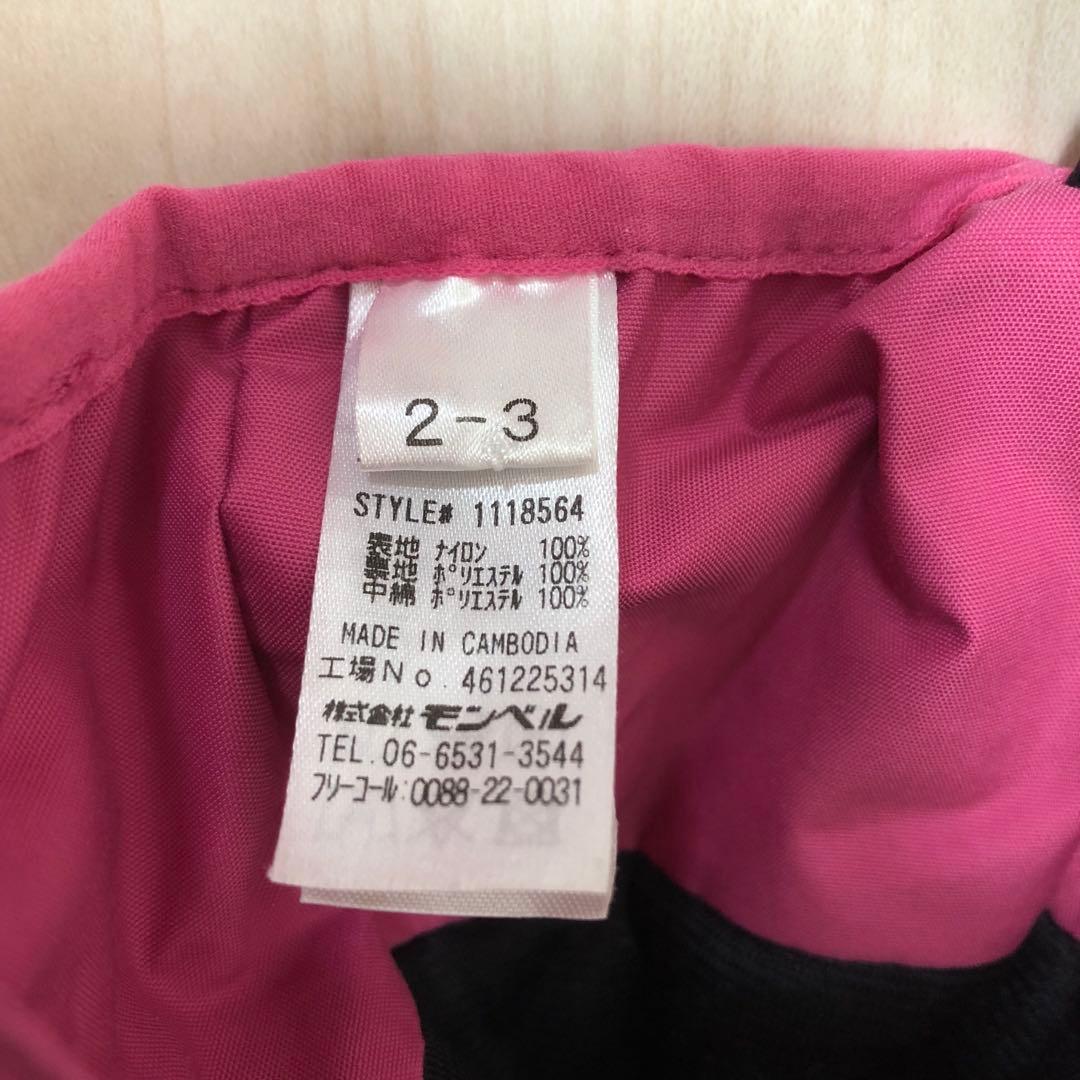 2-3
STYLE# 1118564
表地 ナイロン 100%
裏地 ポリエステル 100%
中綿 ポリエステル 100%
MADE IN CAMBODIA
工場No. 461225314
株式会社 モンベル
TEL.06-6531-3544
フリーコール:0088-22-0031